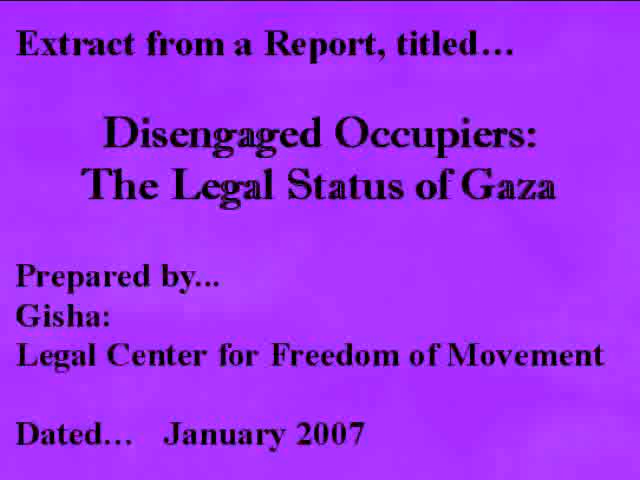 Extract from a Report, titled…
Disengaged Occupiers:
The Legal Status of Gaza
Prepared by...
Gisha:
Legal Center for Freedom of Movement
Dated… January 2007